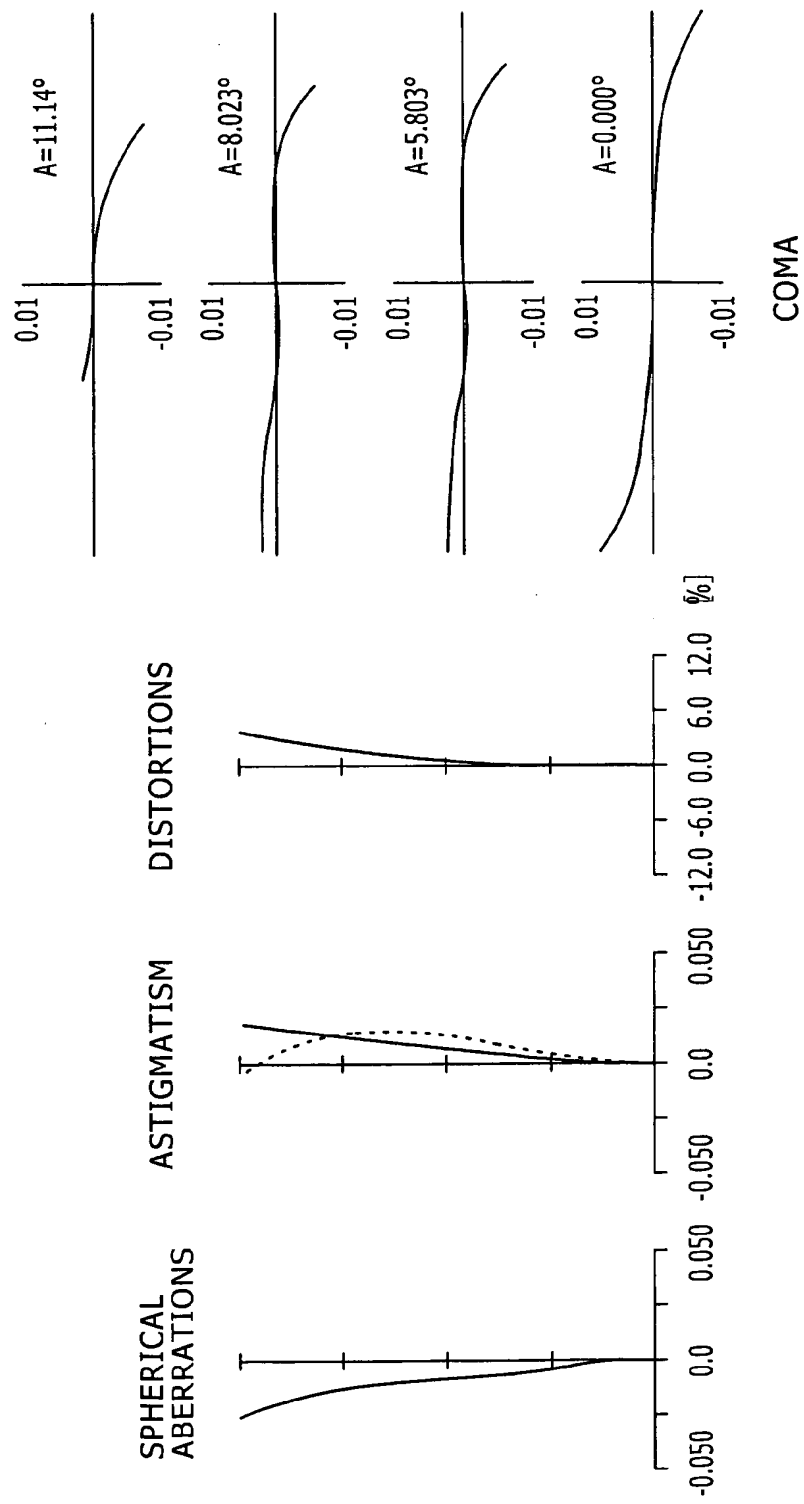 SPHERICAL
ABERRATIONS
-0.050
0.0
0.050
ASTIGMATISM
-0.050
0.0
0.050
DISTORTIONS
-12.0
-6.0
0.0
6.0
12.0
[%]
A=11.14°
0.01
-0.01
A=8.023°
0.01
-0.01
A=5.803°
0.01
-0.01
A=0.000°
0.01
-0.01
COMA